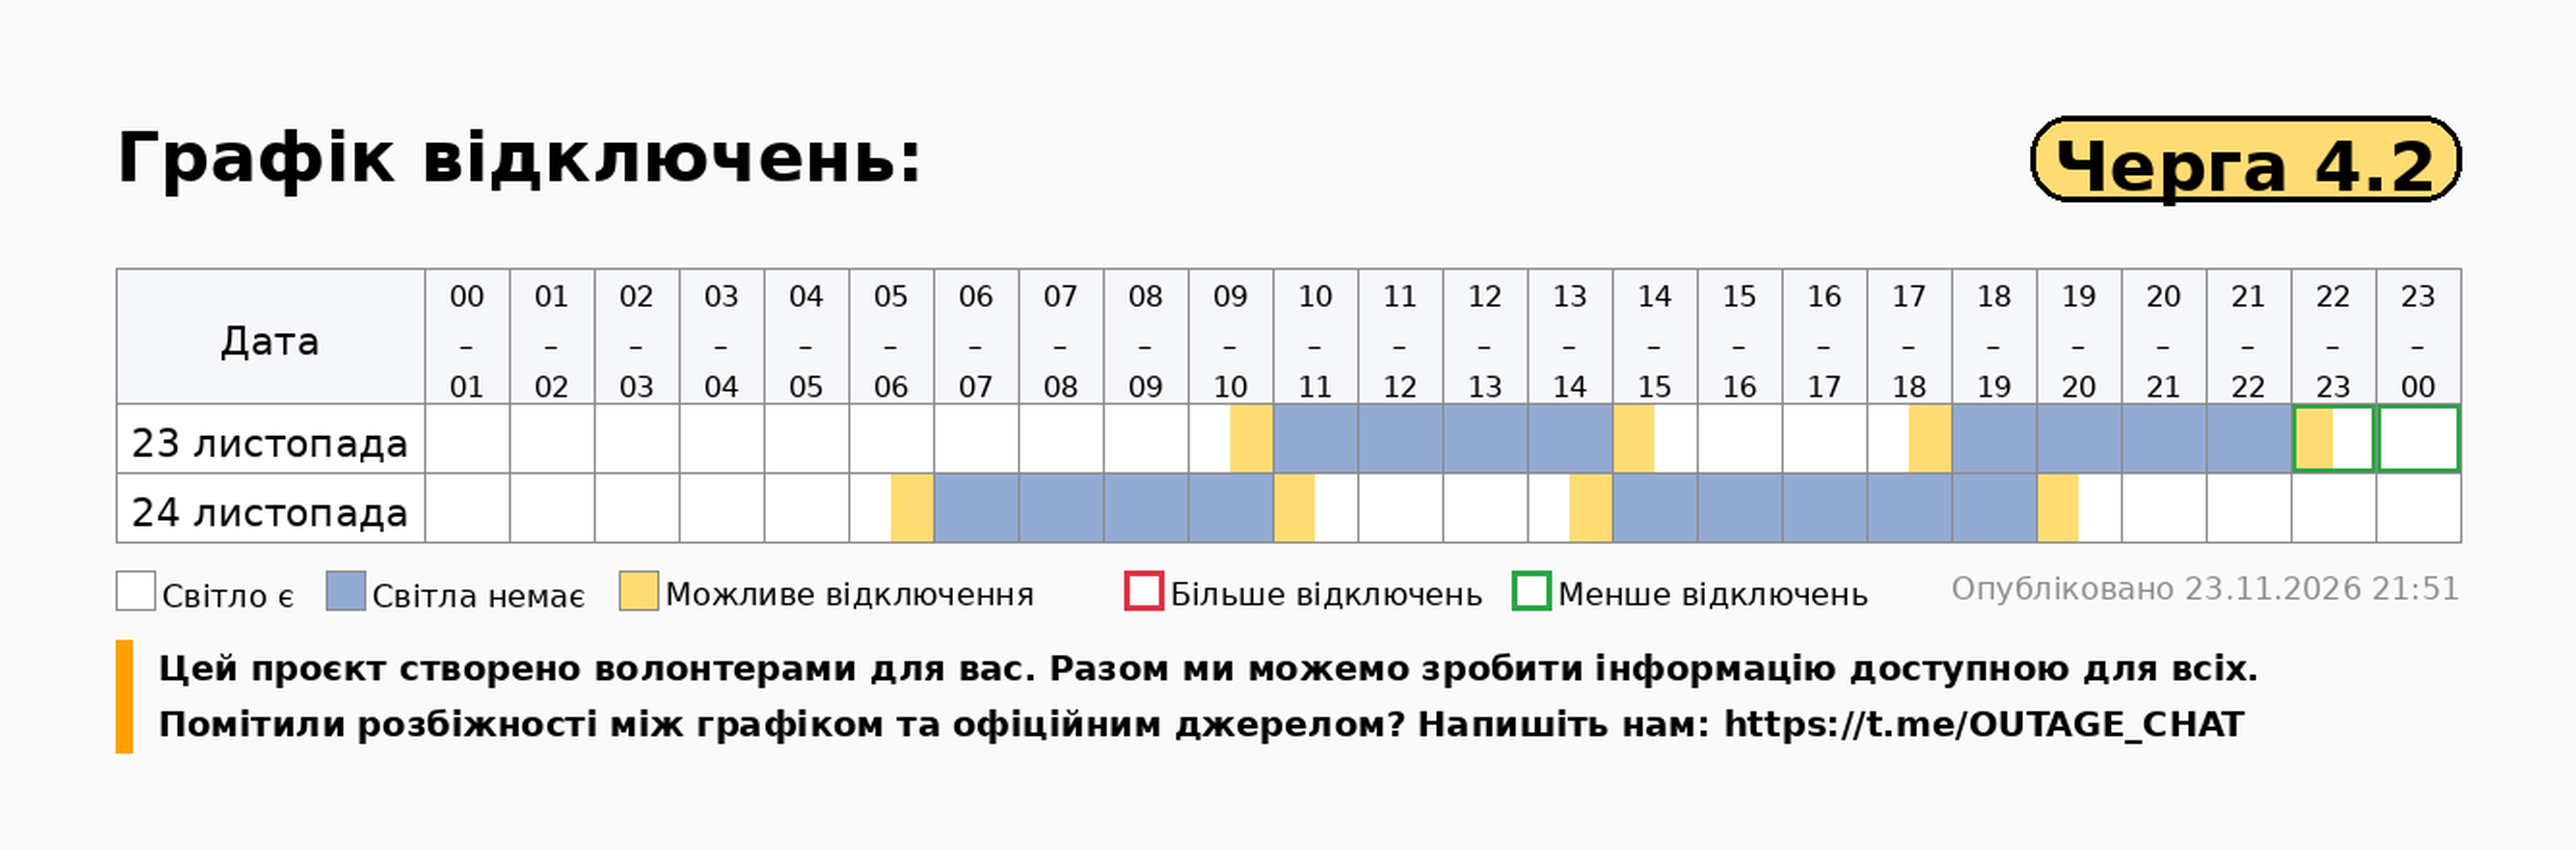 Графік відключень:
Черга 4.2
Дата
00 – 01
01 – 02
02 – 03
03 – 04
04 – 05
05 – 06
06 – 07
07 – 08
08 – 09
09 – 10
10 – 11
11 – 12
12 – 13
13 – 14
14 – 15
15 – 16
16 – 17
17 – 18
18 – 19
19 – 20
20 – 21
21 – 22
22 – 23
23 – 00
23 листопада
24 листопада
Світло є
Світла немає
Можливе відключення
Більше відключень
Менше відключень
Опубліковано 23.11.2026 21:51
Цей проєкт створено волонтерами для вас. Разом ми можемо зробити інформацію доступною для всіх.
Помітили розбіжності між графіком та офіційним джерелом? Напишіть нам: https://t.me/OUTAGE_CHAT